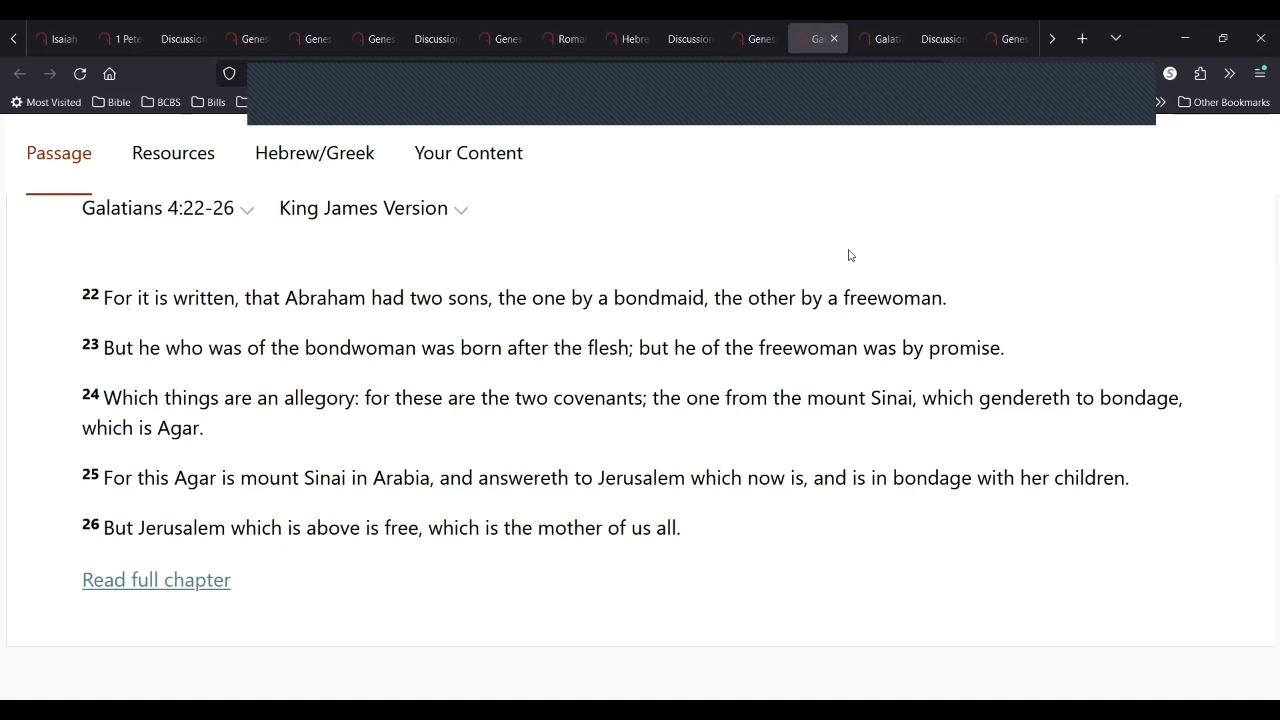 Isaiah 1 Pete Discussion Genes Genes Genes Discussion Genes Roma Hebre Discussion Genes Ga Galati Discussion Genes
S
Most Visited Bible BCBS Bills Other Bookmarks
Passage Resources Hebrew/Greek Your Content
Galatians 4:22-26 King James Version
22 For it is written, that Abraham had two sons, the one by a bondmaid, the other by a freewoman.
23 But he who was of the bondwoman was born after the flesh; but he of the freewoman was by promise.
24 Which things are an allegory: for these are the two covenants; the one from the mount Sinai, which gendereth to bondage,
which is Agar.
25 For this Agar is mount Sinai in Arabia, and answereth to Jerusalem which now is, and is in bondage with her children.
26 But Jerusalem which is above is free, which is the mother of us all.
Read full chapter